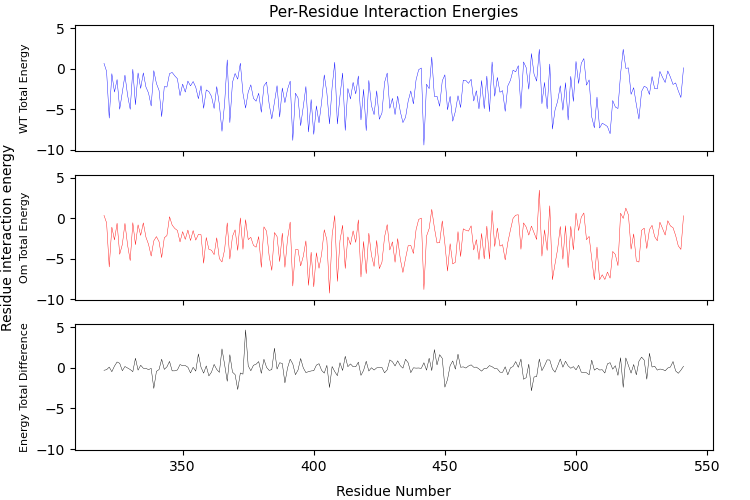 Per-Residue Interaction Energies
Residue interaction energy
WT Total Energy
5
0
−5
−10
Om Total Energy
5
0
−5
−10
Energy Total Difference
5
0
−5
−10
350 400 450 500 550
Residue Number